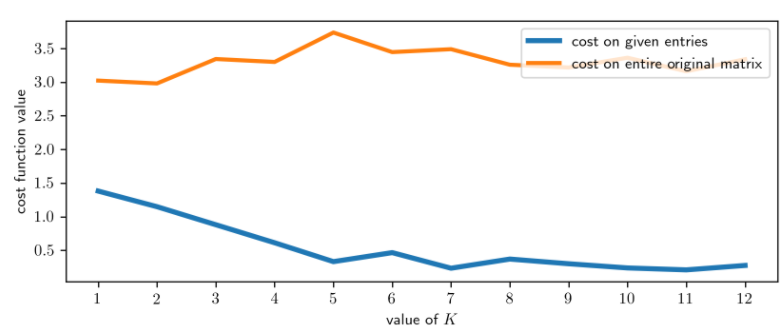 cost on given entries
cost on entire original matrix
cost function value
3.5
3.0
2.5
2.0
1.5
1.0
0.5
1 2 3 4 5 6 7 8 9 10 11 12
value of K